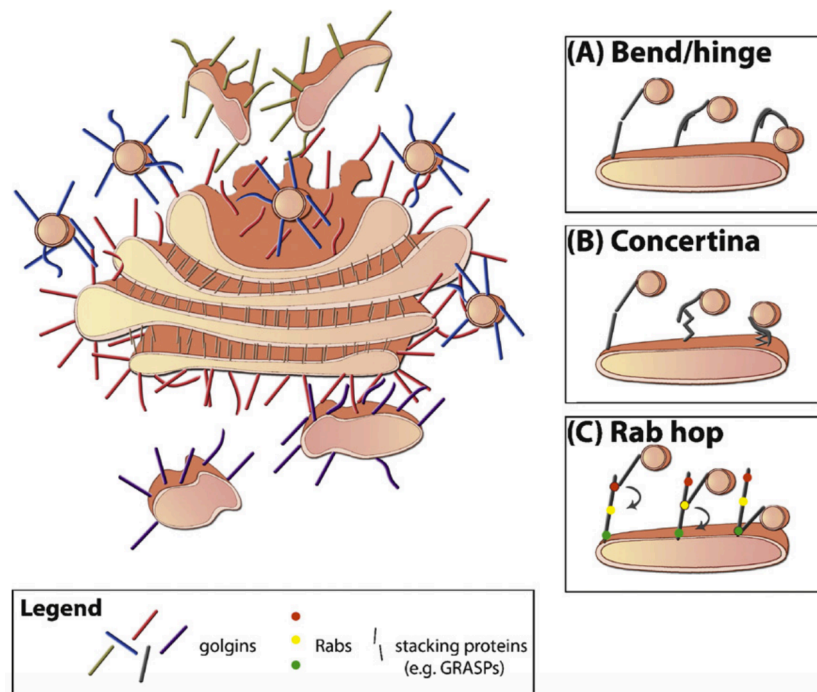 (A) Bend/hinge
(B) Concertina
(C) Rab hop
Legend
golgins
Rabs
stacking proteins
(e.g. GRASPs)